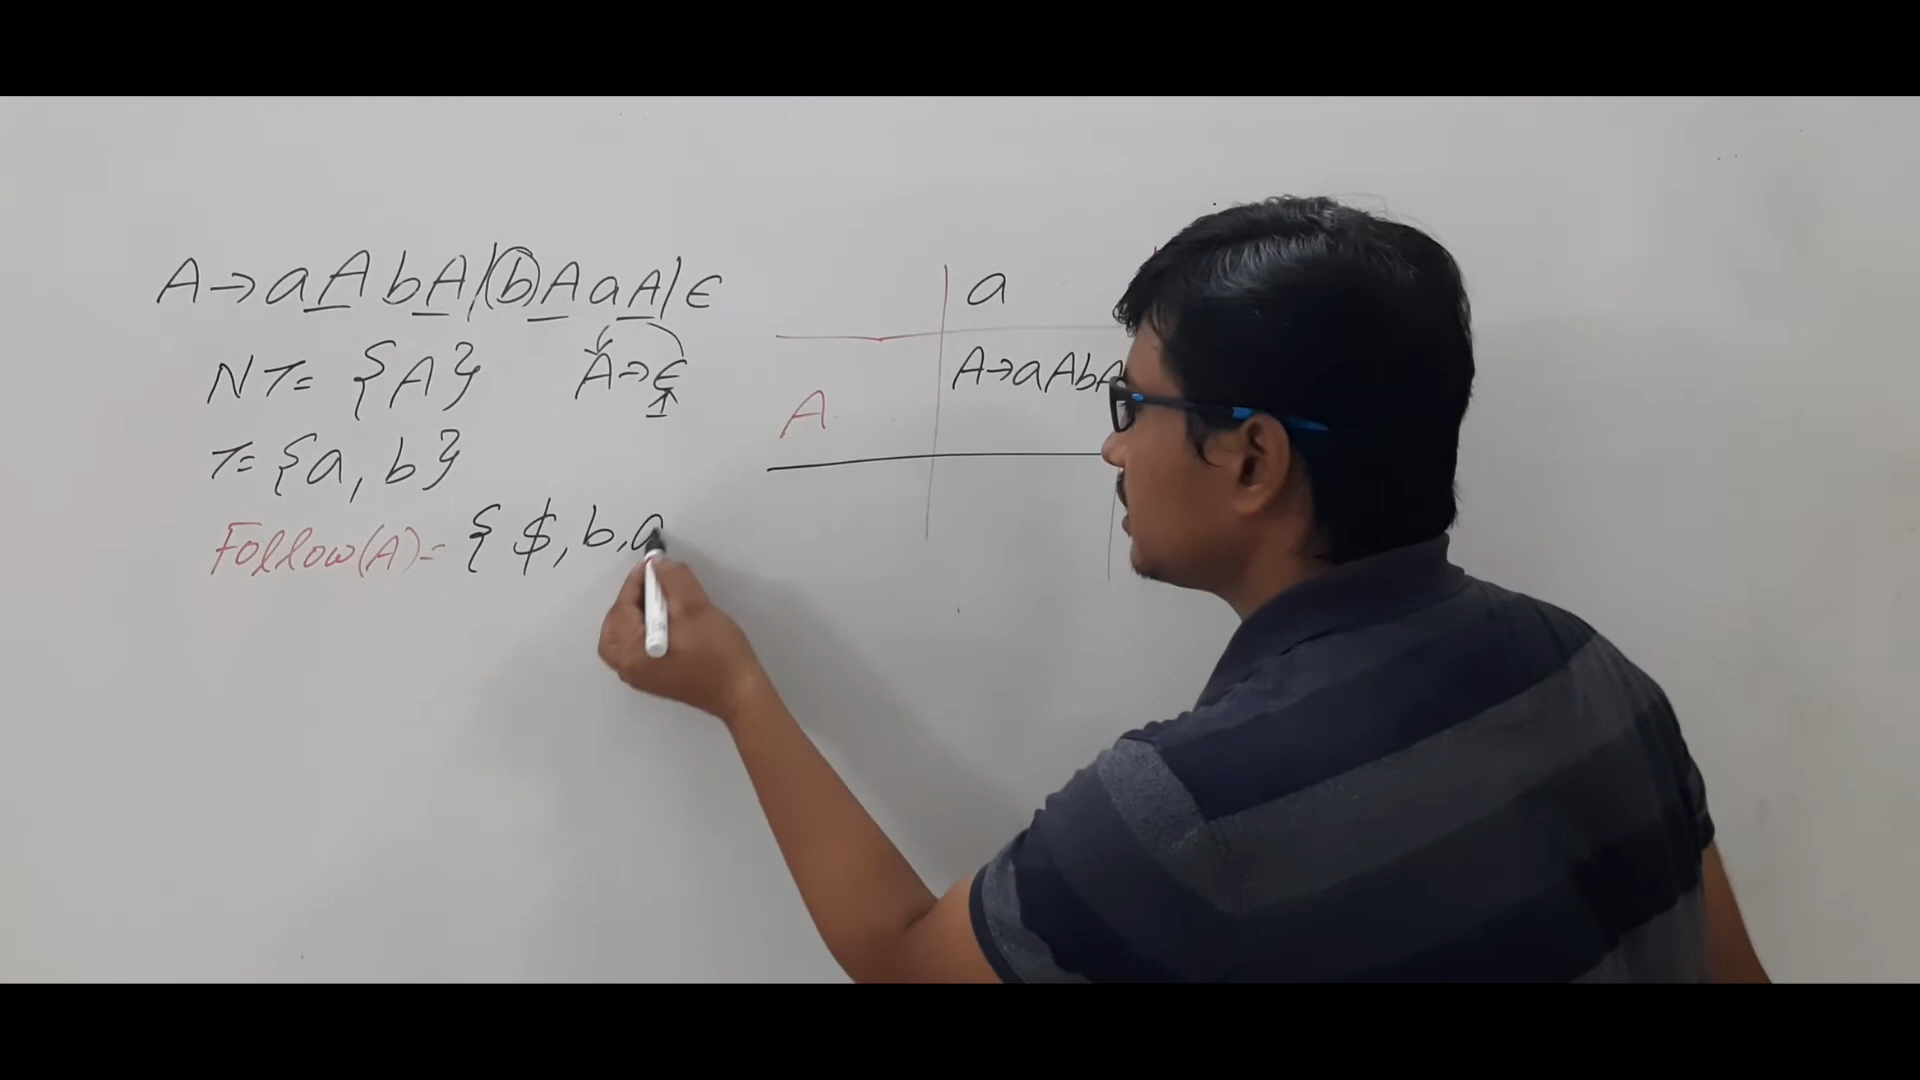 A→aAbA|bAaA|ϵ
NT= {A} A→ϵ
T={a, b}
Follow(A)= {$, b, a
a
A→aAbA
A